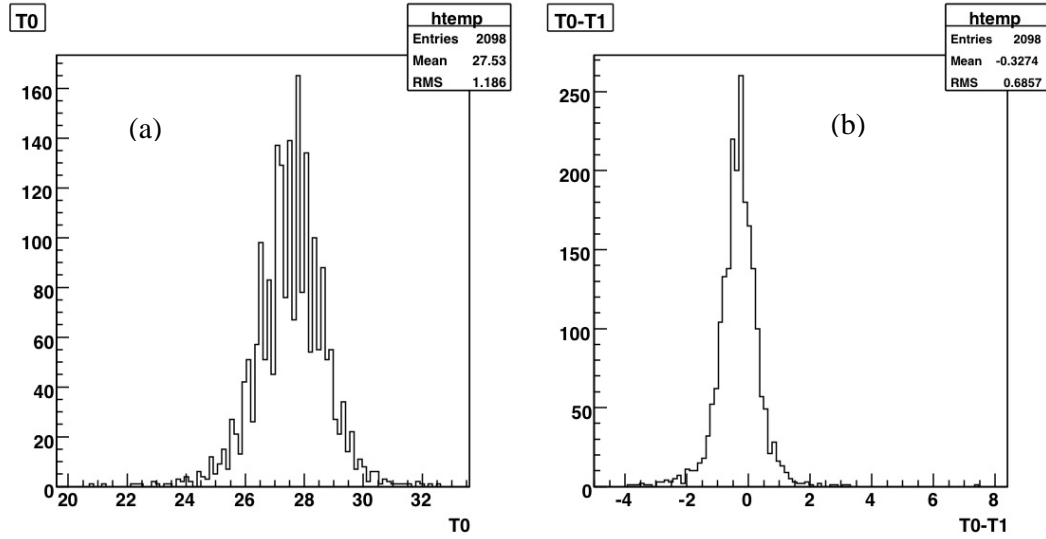 T0
htemp
Entries 2098
Mean 27.53
RMS 1.186
(a)
160
140
120
100
80
60
40
20
0
20 22 24 26 28 30 32
T0
T0-T1
htemp
Entries 2098
Mean -0.3274
RMS 0.6857
(b)
250
200
150
100
50
0
-4 -2 0 2 4 6 8
T0-T1